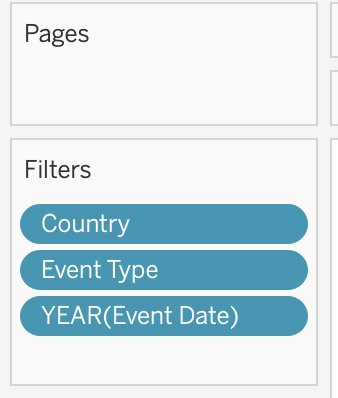 Pages
Filters
Country
Event Type
YEAR(Event Date)